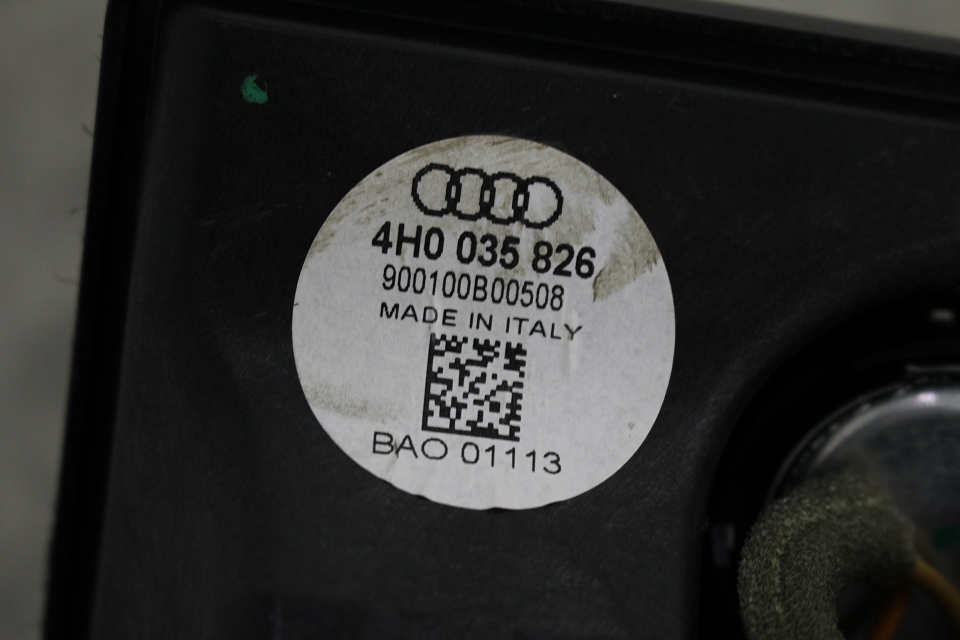 4H0 035 826
900100B00508
MADE IN ITALY
BAO 01113